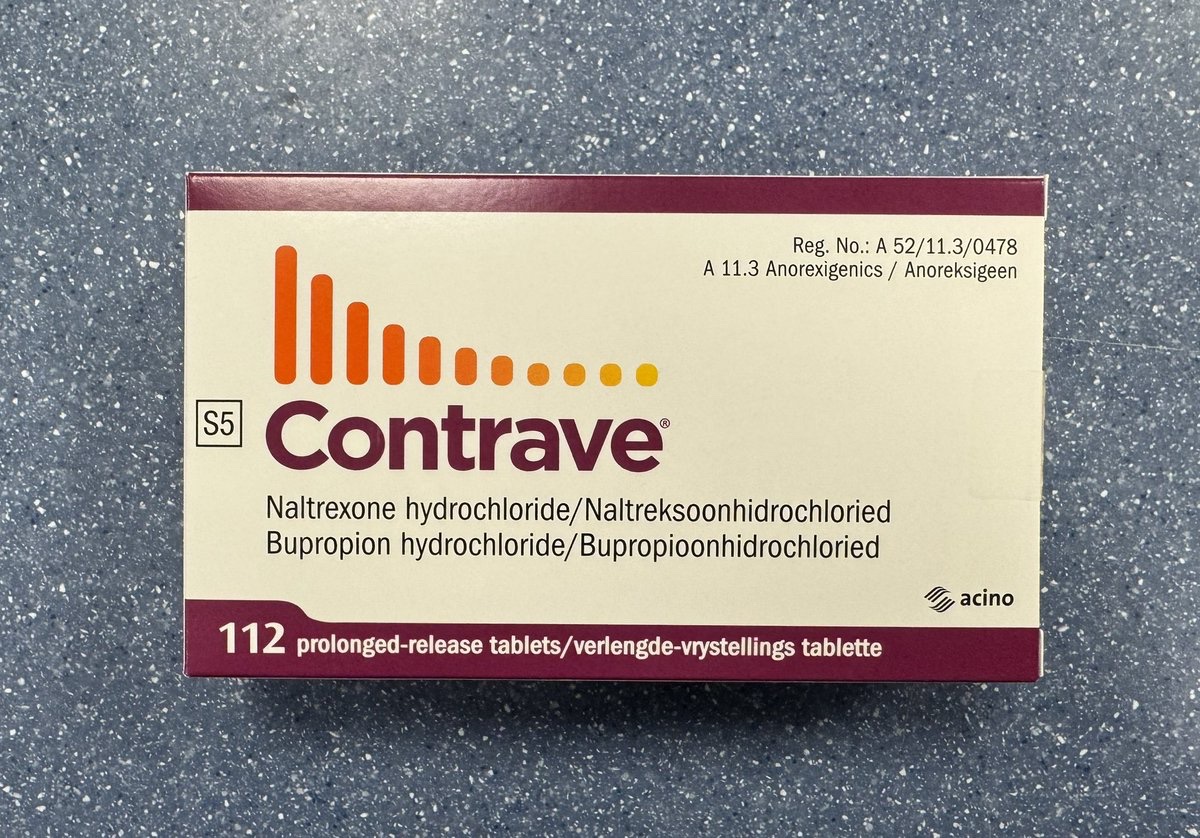 Reg. No.: A 52/11.3/0478
A 11.3 Anorexigenics / Anoreksigeen
S5
Contrave®
Naltrexone hydrochloride/Naltreksoonhidrochloried
Bupropion hydrochloride/Bupropioonhidrochloried
acino
112 prolonged-release tablets/verlengde-vrystellings tablette